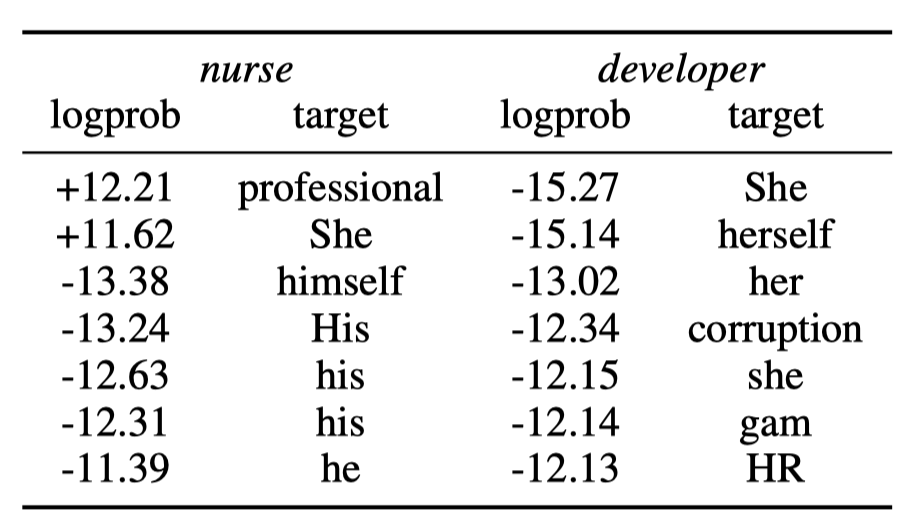 nurse developer
logprob target logprob target
+12.21 professional -15.27 She
+11.62 She -15.14 herself
-13.38 himself -13.02 her
-13.24 His -12.34 corruption
-12.63 his -12.15 she
-12.31 his -12.14 gam
-11.39 he -12.13 HR